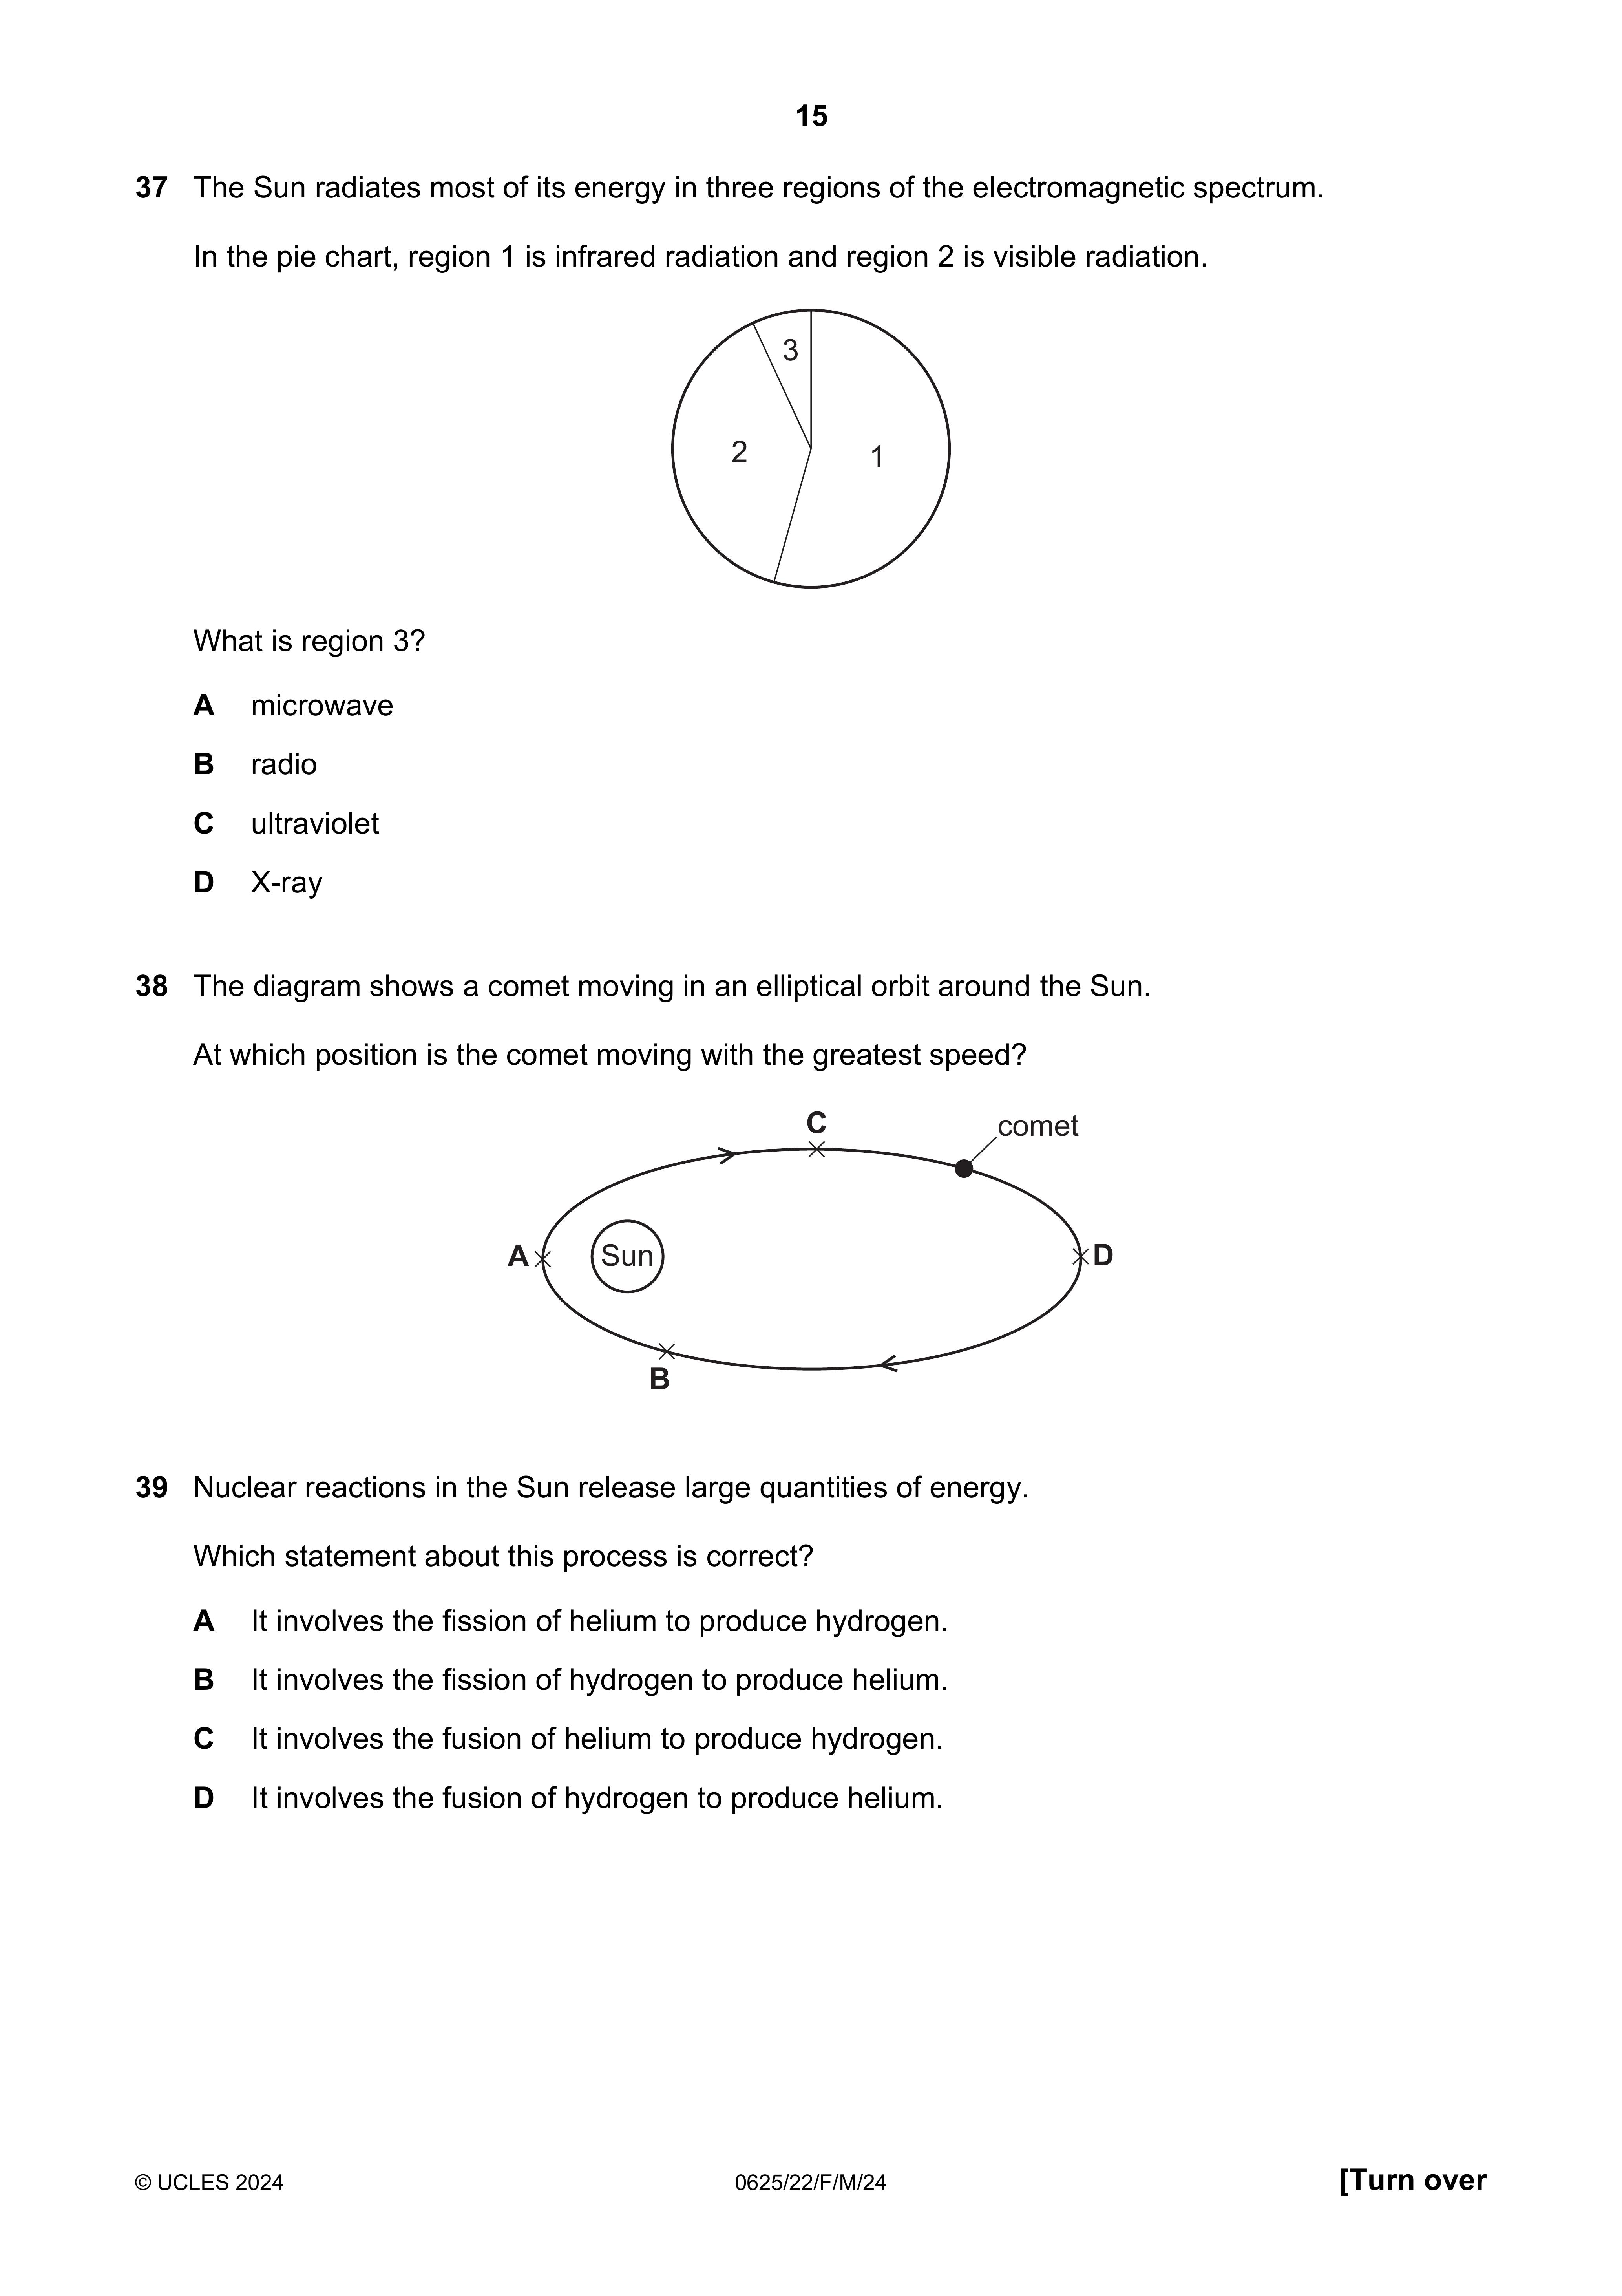 15
37 The Sun radiates most of its energy in three regions of the electromagnetic spectrum.
In the pie chart, region 1 is infrared radiation and region 2 is visible radiation.
3
2
1
What is region 3?
A microwave
B radio
C ultraviolet
D X-ray
38 The diagram shows a comet moving in an elliptical orbit around the Sun.
At which position is the comet moving with the greatest speed?
C
comet
A
Sun
D
B
39 Nuclear reactions in the Sun release large quantities of energy.
Which statement about this process is correct?
A It involves the fission of helium to produce hydrogen.
B It involves the fission of hydrogen to produce helium.
C It involves the fusion of helium to produce hydrogen.
D It involves the fusion of hydrogen to produce helium.
© UCLES 2024 0625/22/F/M/24 [Turn over